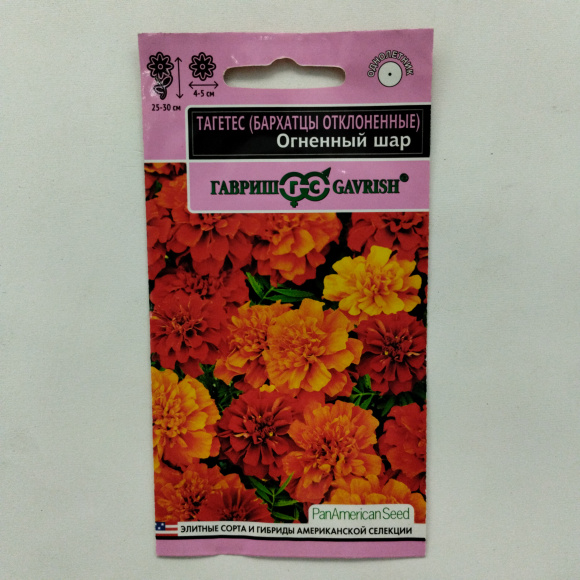 25-30 см
4-5 см
ОДНОЛЕТНИК
ТАГЕТЕС (БАРХАТЦЫ ОТКЛОНЕННЫЕ)
Огненный шар
ГАВРИШ Г-С GAVRISH®
PanAmerican Seed
ЭЛИТНЫЕ СОРТА И ГИБРИДЫ АМЕРИКАНСКОЙ СЕЛЕКЦИИ